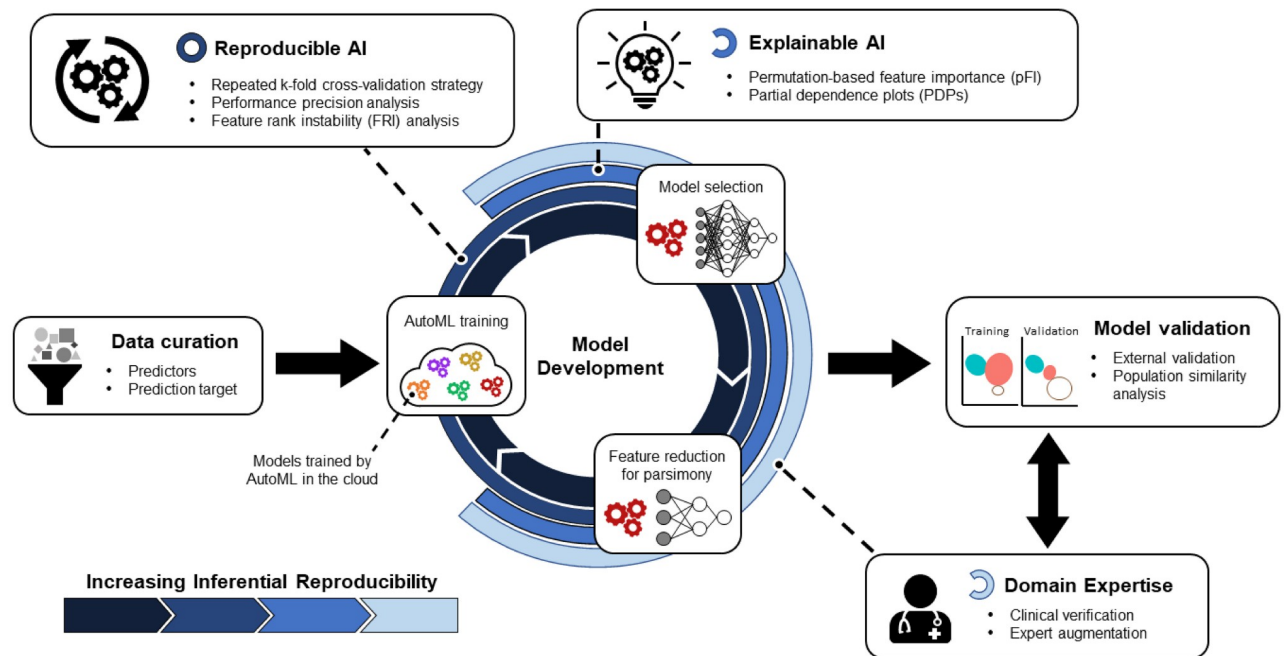 Reproducible AI
• Repeated k-fold cross-validation strategy
• Performance precision analysis
• Feature rank instability (FRI) analysis
Explainable AI
• Permutation-based feature importance (pFI)
• Partial dependence plots (PDPs)
Model selection
Data curation
• Predictors
• Prediction target
AutoML training
Models trained by
AutoML in the cloud
Model
Development
Feature reduction
for parsimony
Training
Validation
Model validation
• External validation
• Population similarity
analysis
Domain Expertise
• Clinical verification
• Expert augmentation
Increasing Inferential Reproducibility